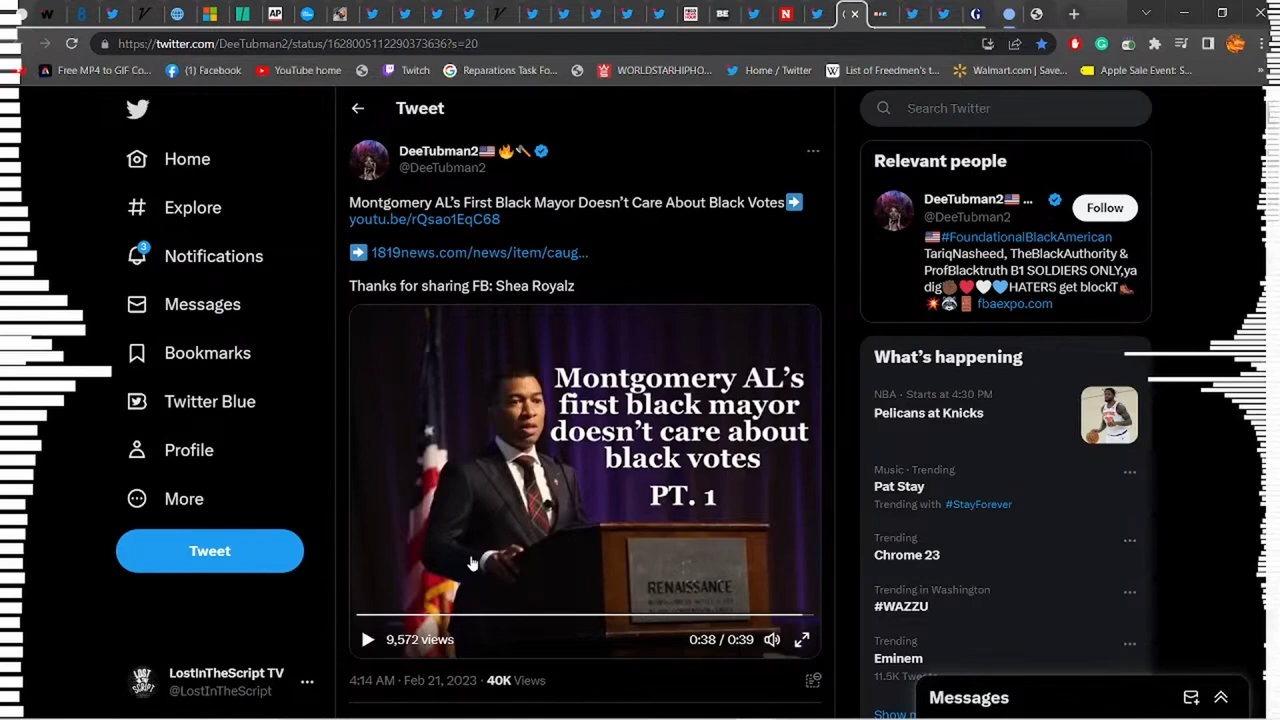 https://twitter.com/DeeTubman2/status/1628005112290373636?s=20
Free MP4 to GIF Co...
(1) Facebook
YouTube home
Twitch
Reparations Task Fo...
WORLDSTARHIPHO...
Home / Twitter
List of Freedmen's t...
Walmart.com | Save...
Apple Sale Event: S...
Home
Explore
3
Notifications
Messages
Bookmarks
Twitter Blue
Profile
More
Tweet
LostInTheScript TV
@LostInTheScript
Tweet
DeeTubman2🇺🇸🔥🪓
@DeeTubman2
Montgomery AL's First Black Mayor Doesn't Care About Black Votes➡️
youtu.be/rQsao1EqC68
➡️ 1819news.com/news/item/caug...
Thanks for sharing FB: Shea Royalz
Montgomery AL's
first black mayor
doesn't care about
black votes
PT. 1
RENAISSANCE
9,572 views
0:38 / 0:39
4:14 AM · Feb 21, 2023 · 40K Views
Search Twitter
Relevant people
DeeTubman2🇺🇸 ...
@DeeTubman2
Follow
🇺🇸#FoundationalBlackAmerican
TariqNasheed, TheBlackAuthority &
ProfBlacktruth B1 SOLDIERS ONLY,ya
dig✊🏿❤️🤍💙HATERS get blockT🥾
💥🦝🚪 fbaexpo.com
What's happening
NBA · Starts at 4:30 PM
Pelicans at Knicks
Music · Trending
Pat Stay
Trending with #StayForever
Trending
Chrome 23
Trending in Washington
#WAZZU
Trending
Eminem
11.5K Tw
Show m
Messages